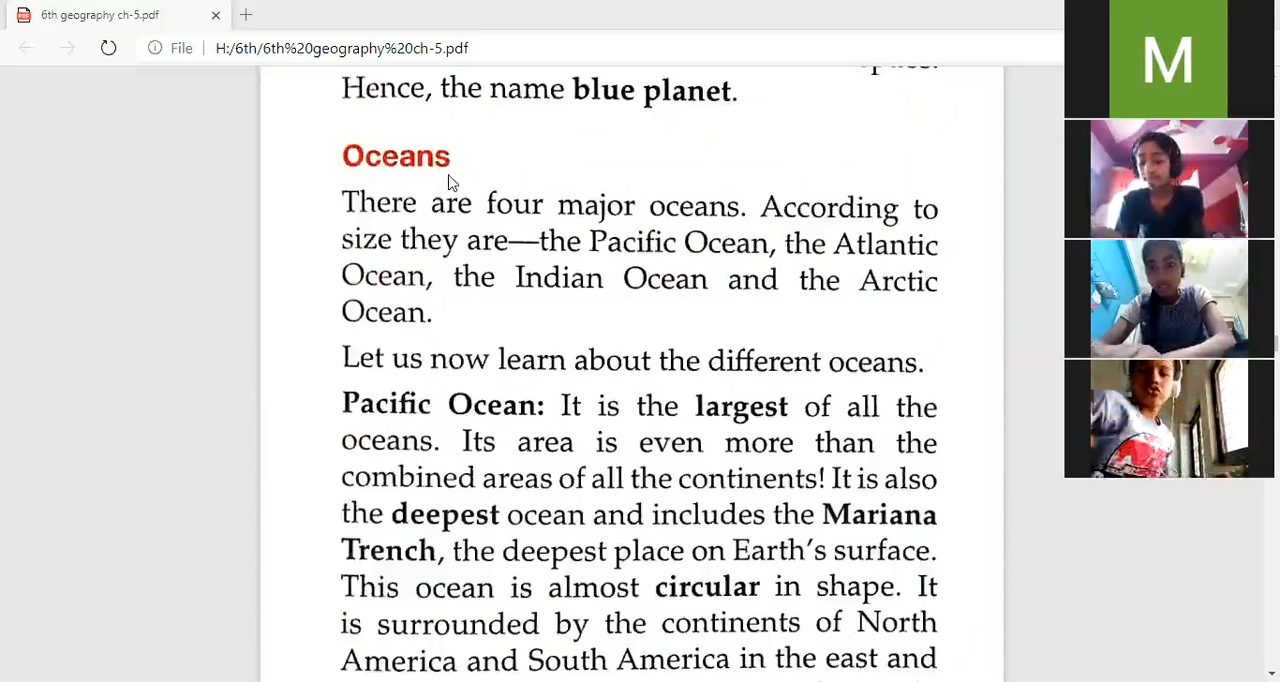 6th geography ch-5.pdf
File H:/6th/6th%20geography%20ch-5.pdf
M
Hence, the name blue planet.
Oceans
There are four major oceans. According to
size they are—the Pacific Ocean, the Atlantic
Ocean, the Indian Ocean and the Arctic
Ocean.
Let us now learn about the different oceans.
Pacific Ocean: It is the largest of all the
oceans. Its area is even more than the
combined areas of all the continents! It is also
the deepest ocean and includes the Mariana
Trench, the deepest place on Earth's surface.
This ocean is almost circular in shape. It
is surrounded by the continents of North
America and South America in the east and